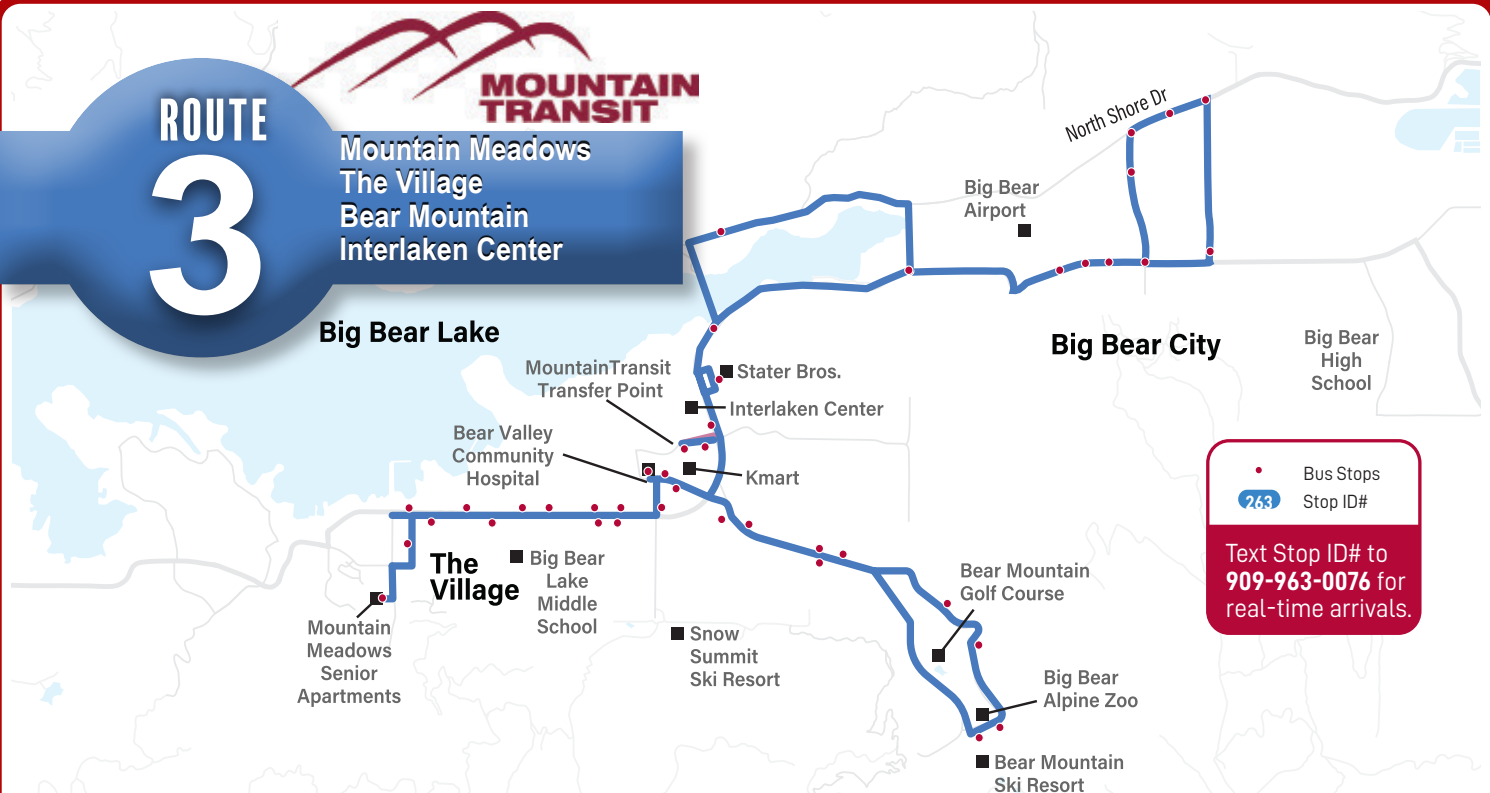 MOUNTAIN
TRANSIT
ROUTE
3
Mountain Meadows
The Village
Bear Mountain
Interlaken Center
North Shore Dr
Big Bear
Airport
Big Bear Lake
Big Bear City
Big Bear
High
School
MountainTransit
Transfer Point
Stater Bros.
Interlaken Center
Bear Valley
Community
Hospital
Kmart
Bus Stops
263
Stop ID#
Text Stop ID# to
909-963-0076 for
real-time arrivals.
The
Village
Big Bear
Lake
Middle
School
Bear Mountain
Golf Course
Mountain
Meadows
Senior
Apartments
Snow
Summit
Ski Resort
Big Bear
Alpine Zoo
Bear Mountain
Ski Resort